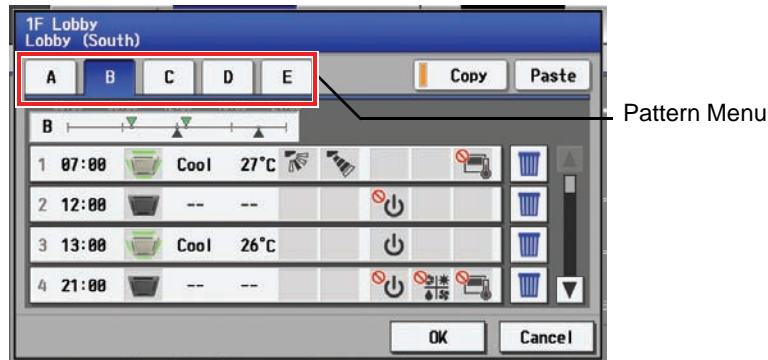 1F Lobby
Lobby (South)
A B C D E Copy Paste
Pattern Menu
B
1 07:00 Cool 27°C
2 12:00 -- --
3 13:00 Cool 26°C
4 21:00 -- --
OK Cancel